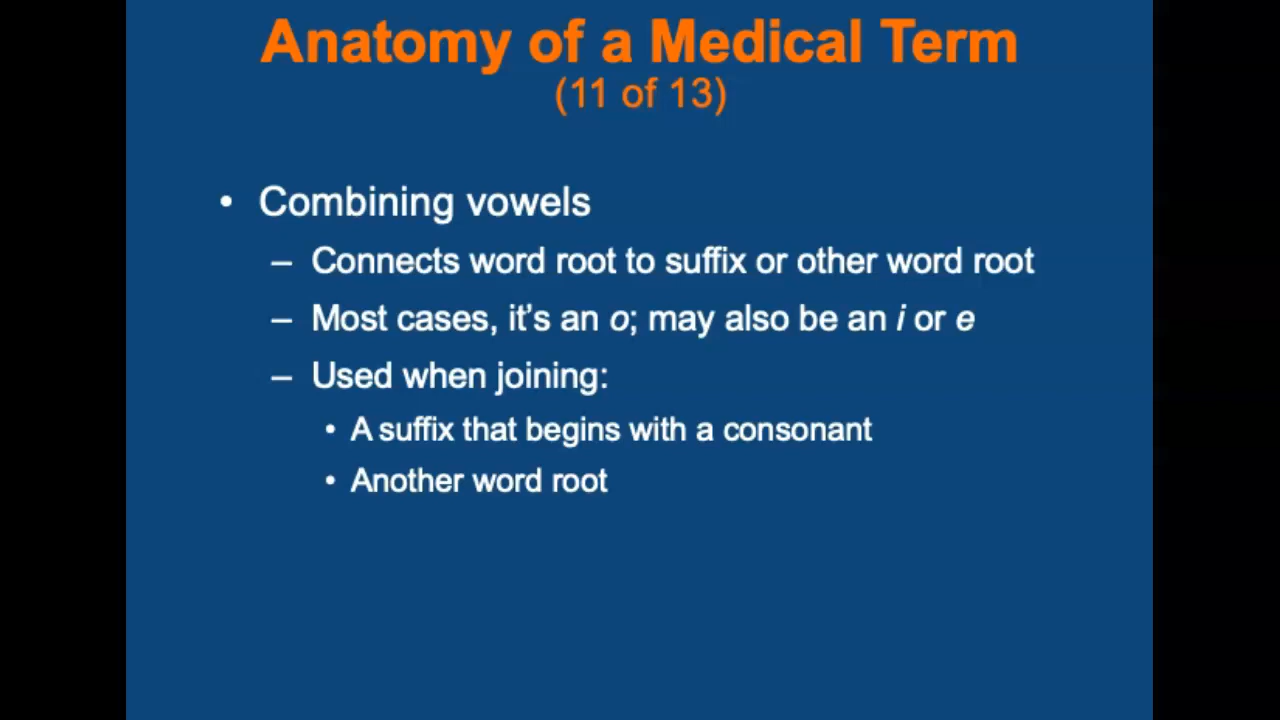 Anatomy of a Medical Term
(11 of 13)
• Combining vowels
– Connects word root to suffix or other word root
– Most cases, it's an o; may also be an i or e
– Used when joining:
• A suffix that begins with a consonant
• Another word root